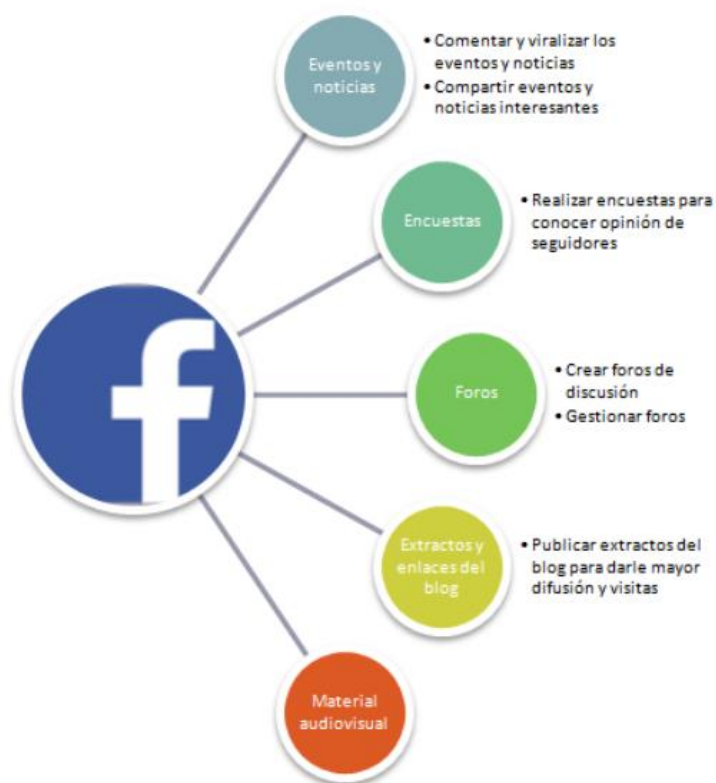 Eventos y
noticias
• Comentar y viralizar los
eventos y noticias
• Compartir eventos y
noticias interesantes
Encuestas
• Realizar encuestas para
conocer opinión de
seguidores
f
Foros
• Crear foros de
discusión
• Gestionar foros
Extractos y
enlaces del
blog
• Publicar extractos del
blog para darle mayor
difusión y visitas
Material
audiovisual